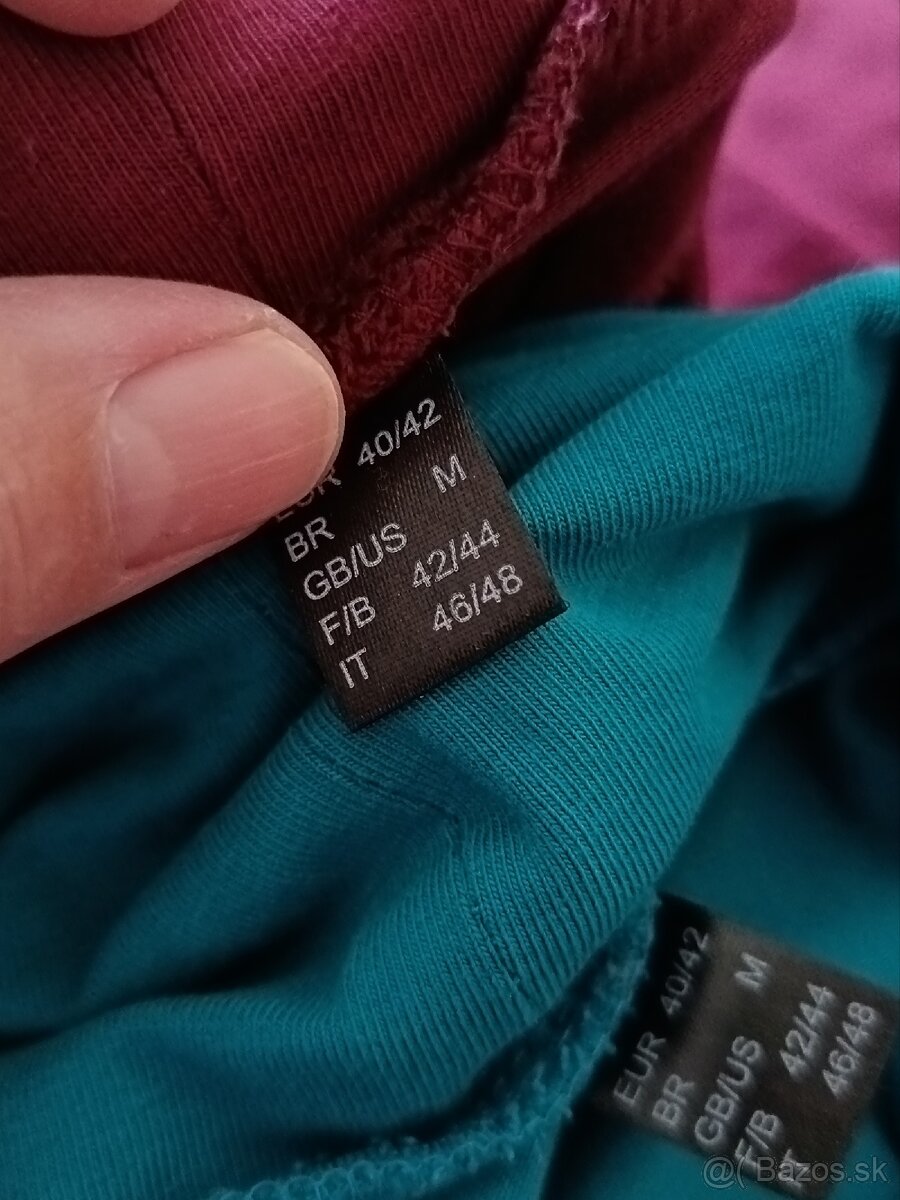 EUR 40/42
BR M
GB/US
F/B 42/44
IT 46/48
EUR 40/42
BR M
GB/US
F/B 42/44
IT 46/48
@( Bazos.sk